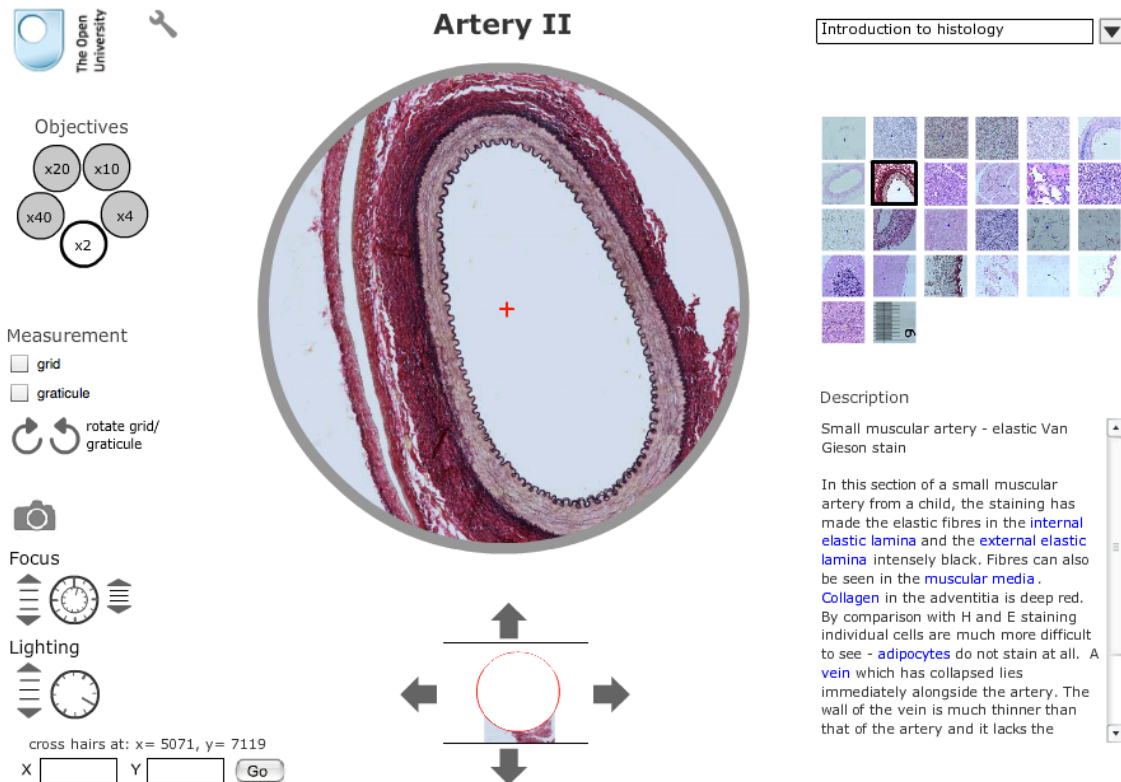 The Open
University
Artery II
Introduction to histology
Objectives
x20
x10
x40
x4
x2
Measurement
grid
graticule
rotate grid/
graticule
Focus
Lighting
cross hairs at: x= 5071, y= 7119
X
Y
Go
6
Description
Small muscular artery - elastic Van
Gieson stain
In this section of a small muscular
artery from a child, the staining has
made the elastic fibres in the internal
elastic lamina and the external elastic
lamina intensely black. Fibres can also
be seen in the muscular media.
Collagen in the adventitia is deep red.
By comparison with H and E staining
individual cells are much more difficult
to see - adipocytes do not stain at all. A
vein which has collapsed lies
immediately alongside the artery. The
wall of the vein is much thinner than
that of the artery and it lacks the